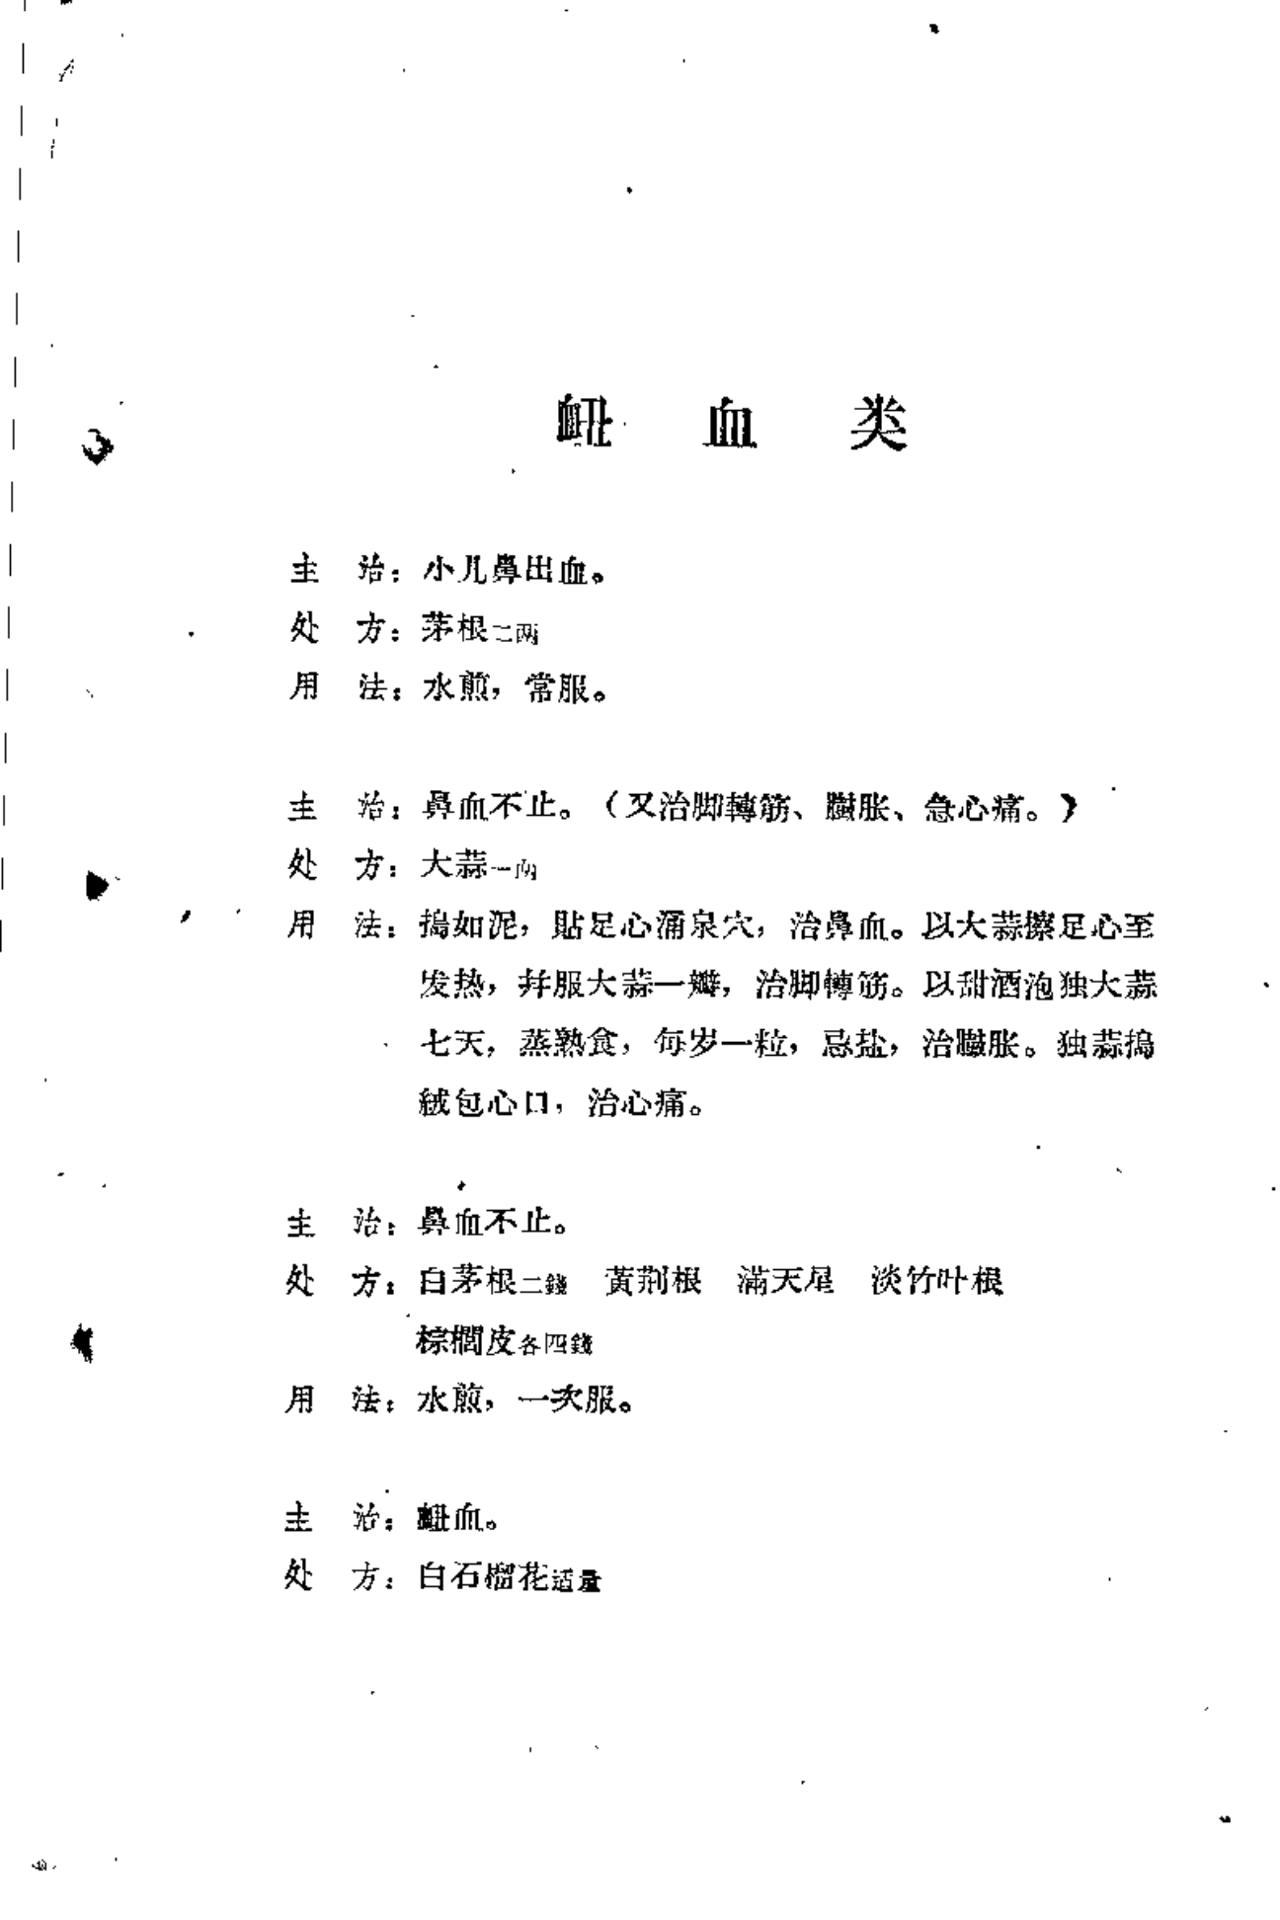 衄血类
主治：小儿鼻出血。
处方：茅根二两
用法：水煎，常服。
主治：鼻血不止。（又治脚轉筋、臌胀、急心痛。）
处方：大蒜一两
用法：搗如泥，貼足心涌泉穴，治鼻血。以大蒜擦足心至
发热，幷服大蒜一瓣，治脚轉筋。以甜酒泡独大蒜
七天，蒸熟食，每岁一粒，忌盐，治臌胀。独蒜搗
絨包心口，治心痛。
主治：鼻血不止。
处方：白茅根二錢 黃荊根 滿天星 淡竹叶根
棕櫚皮各四錢
用法：水煎，一次服。
主治：衄血。
处方：白石榴花适量